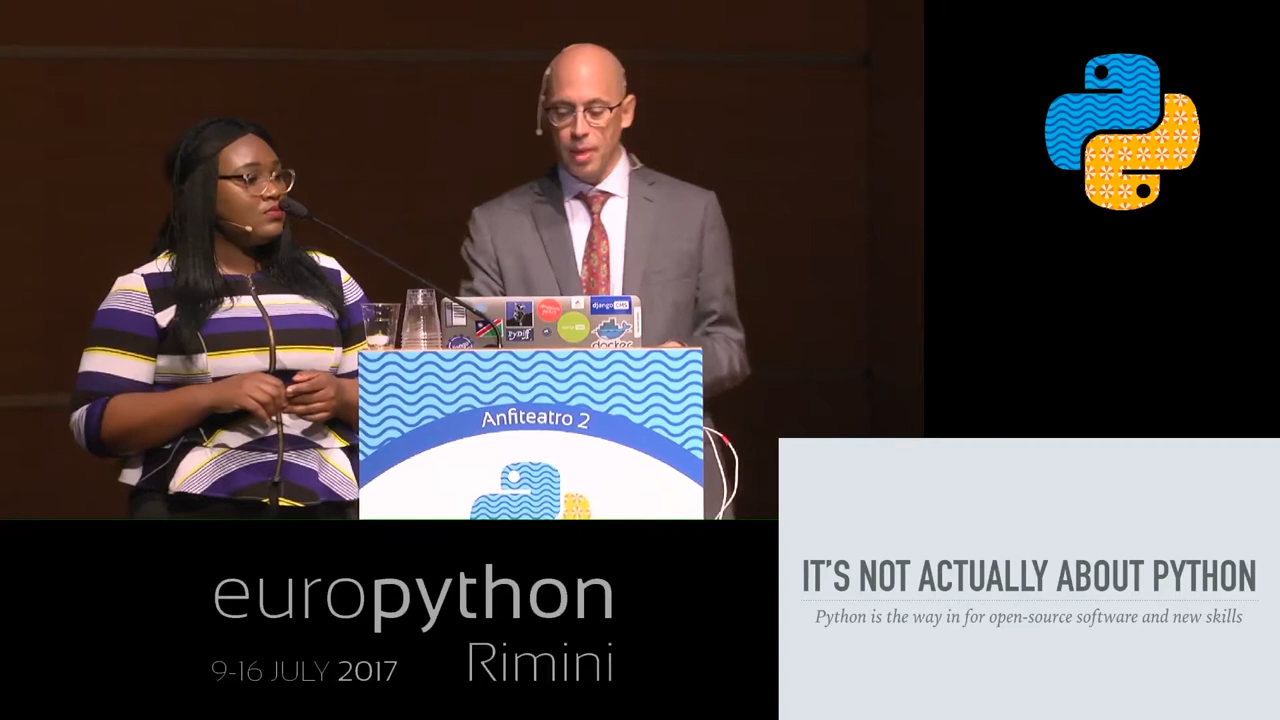 django CMS
PyDiff
docker
Anfiteatro 2
europython
Rimini
9-16 JULY 2017
IT'S NOT ACTUALLY ABOUT PYTHON
Python is the way in for open-source software and new skills